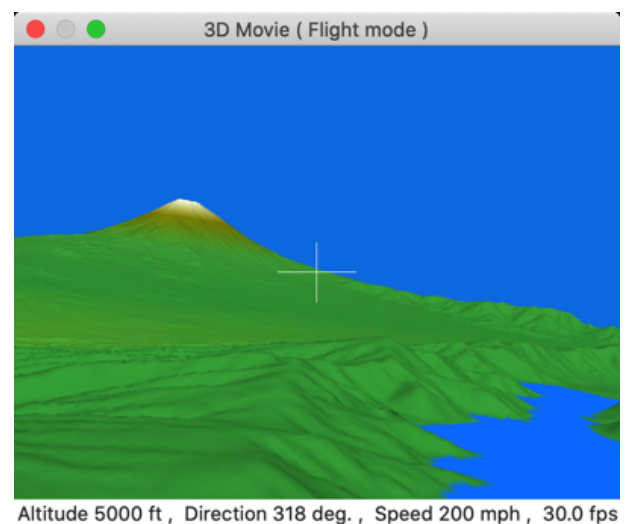 3D Movie ( Flight mode )
Altitude 5000 ft ,  Direction 318 deg. ,  Speed 200 mph ,  30.0 fps